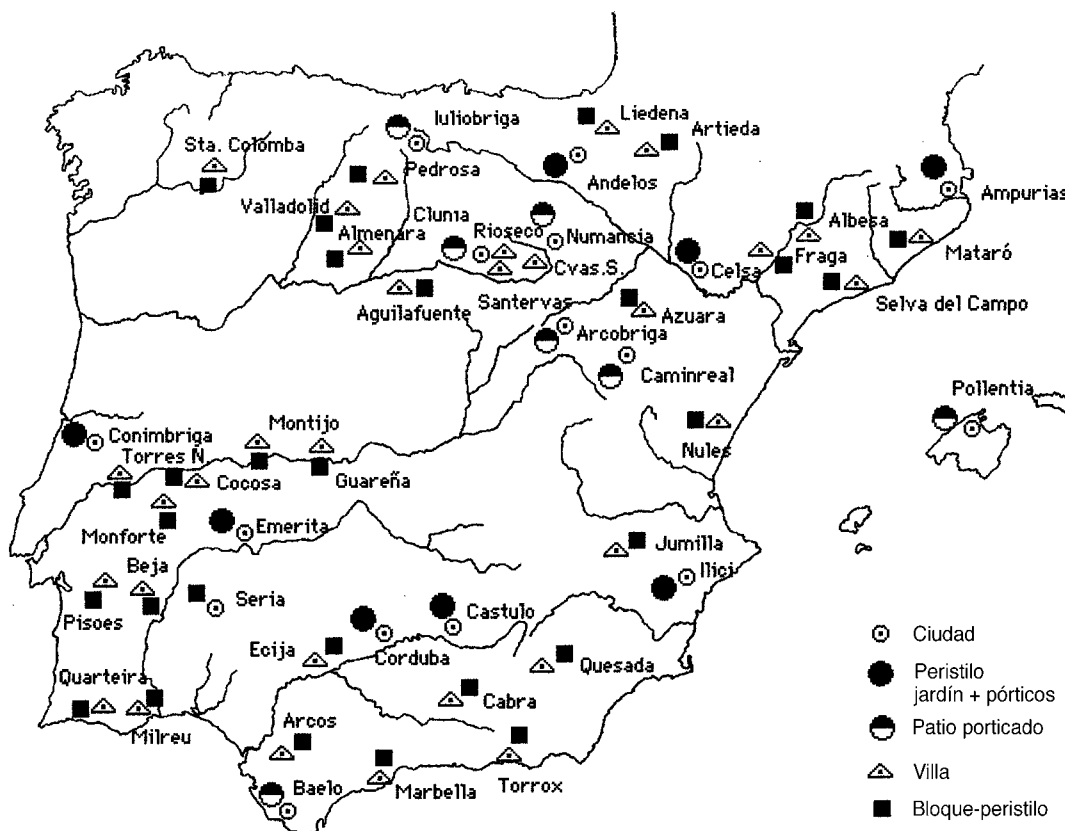 Iuliobriga
Liedena
Artieda
Sta. Colomba
Pedrosa
Andelos
Ampurias
Valladolid
Clunia
Albesa
Almenara
Rioseco
Numancia
Mataró
Cvas.S.
Celsa
Fraga
Santervas
Selva del Campo
Aguilafuente
Azuara
Arcobriga
Caminreal
Pollentia
Montijo
Conimbriga
Nules
Torres N.
Cocosa
Guareña
Emerita
Monforte
Jumilla
Beja
Ilici
Seria
Castulo
Pisoes
Ciudad
Ecija
Corduba
Quesada
Peristilo
jardín + pórticos
Quarteira
Cabra
Arcos
Patio porticado
Milreu
Villa
Baelo
Marbella
Torrox
Bloque-peristilo